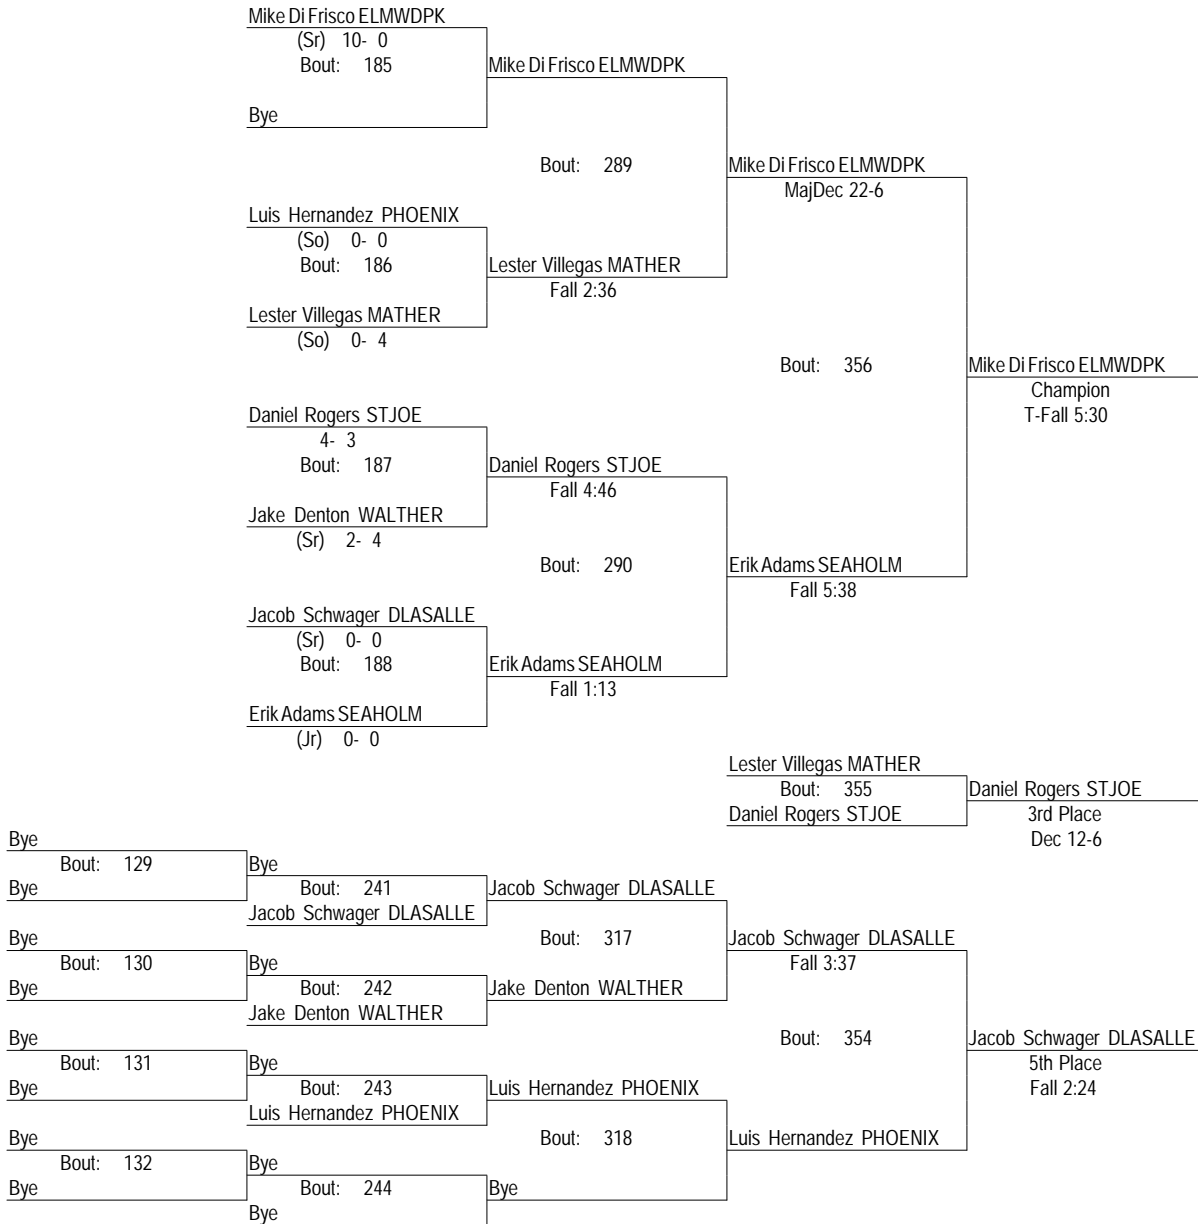 Mike Di Frisco ELMWDPK
(Sr) 10- 0
Bout: 185
Mike Di Frisco ELMWDPK
Bye
Bout: 289
Mike Di Frisco ELMWDPK
MajDec 22-6
Luis Hernandez PHOENIX
(So) 0- 0
Bout: 186
Lester Villegas MATHER
Fall 2:36
Lester Villegas MATHER
(So) 0- 4
Bout: 356
Mike Di Frisco ELMWDPK
Champion
T-Fall 5:30
Daniel Rogers STJOE
4- 3
Bout: 187
Daniel Rogers STJOE
Fall 4:46
Jake Denton WALTHER
(Sr) 2- 4
Bout: 290
Erik Adams SEAHOLM
Fall 5:38
Jacob Schwager DLASALLE
(Sr) 0- 0
Bout: 188
Erik Adams SEAHOLM
Fall 1:13
Erik Adams SEAHOLM
(Jr) 0- 0
Lester Villegas MATHER
Bout: 355
Daniel Rogers STJOE
Daniel Rogers STJOE
3rd Place
Dec 12-6
Bye
Bout: 129
Bye
Bye
Bout: 241
Jacob Schwager DLASALLE
Jacob Schwager DLASALLE
Bout: 317
Jacob Schwager DLASALLE
Fall 3:37
Bye
Bout: 130
Bye
Bye
Bout: 242
Jake Denton WALTHER
Jake Denton WALTHER
Bout: 354
Jacob Schwager DLASALLE
5th Place
Fall 2:24
Bye
Bout: 131
Bye
Bye
Bout: 243
Luis Hernandez PHOENIX
Luis Hernandez PHOENIX
Bout: 318
Luis Hernandez PHOENIX
Bye
Bout: 132
Bye
Bye
Bout: 244
Bye
Bye